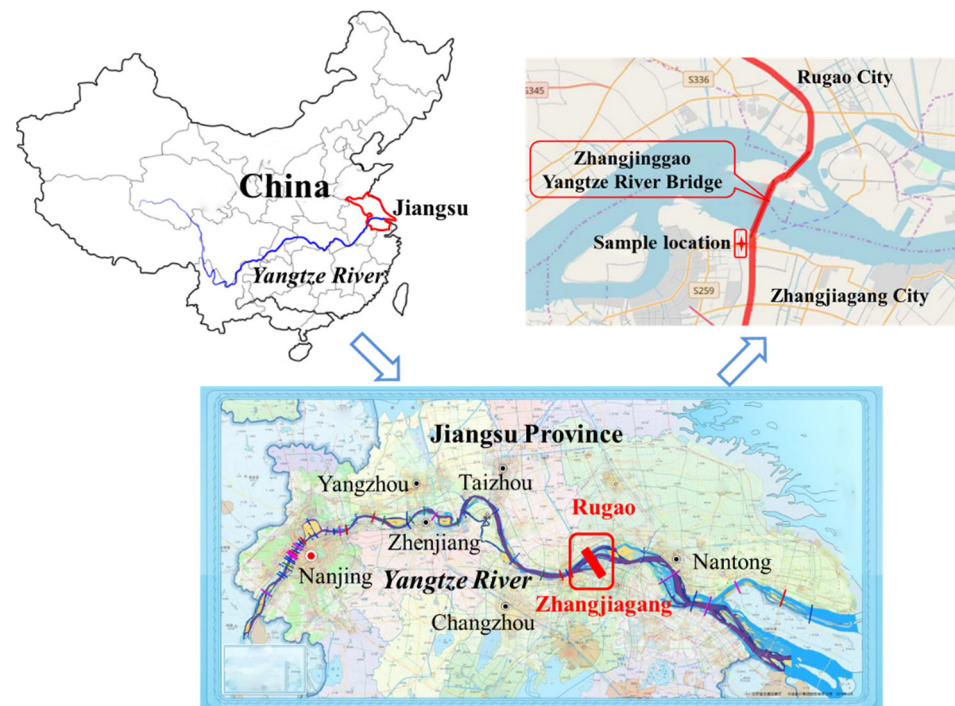 China
Jiangsu
Yangtze River
S336
S345
Rugao City
Zhangjinggao
Yangtze River Bridge
Sample location
S259
Zhangjiagang City
Jiangsu Province
Yangzhou
Taizhou
Rugao
Zhenjiang
Nantong
Nanjing
Yangtze River
Zhangjiagang
Changzhou